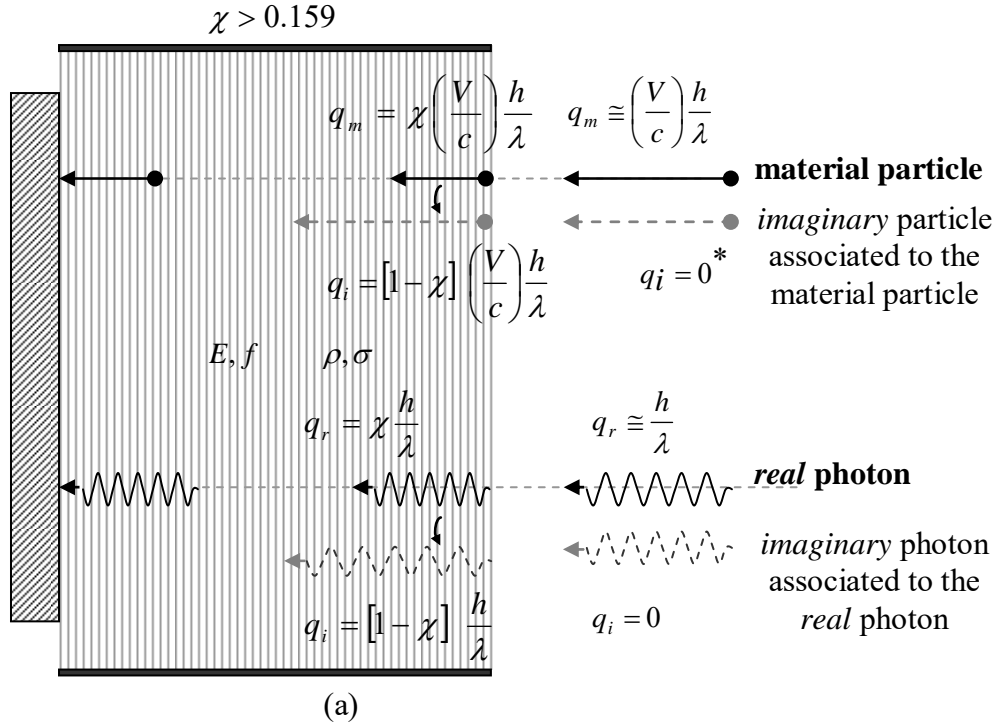 χ > 0.159
q_m = χ (V/c) h/λ
q_m ≅ (V/c) h/λ
material particle
imaginary particle
associated to the
material particle
q_i = [1 − χ] (V/c) h/λ
q_i = 0*
E, f
ρ, σ
q_r = χ h/λ
q_r ≅ h/λ
real photon
imaginary photon
associated to the
real photon
q_i = [1 − χ] h/λ
q_i = 0
(a)